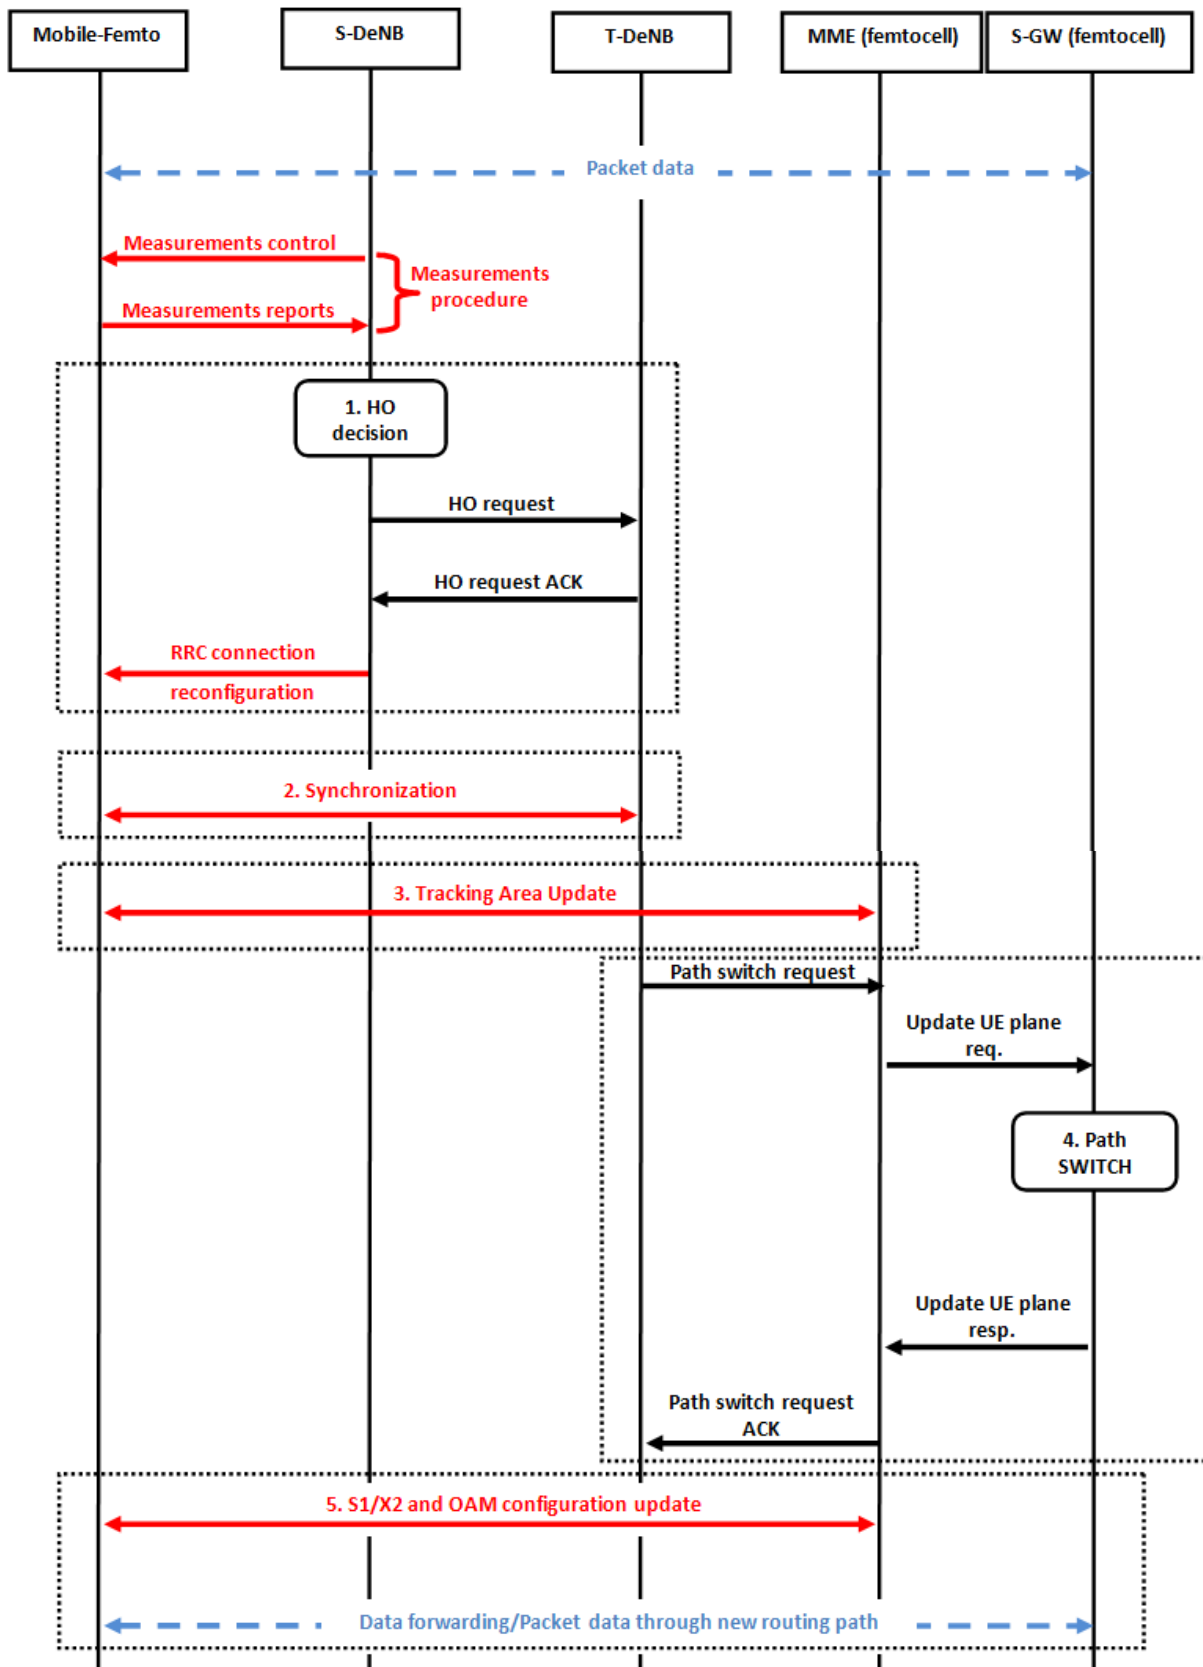 Mobile-Femto
S-DeNB
T-DeNB
MME (femtocell)
S-GW (femtocell)
Packet data
Measurements control
Measurements
procedure
Measurements reports
1. HO
decision
HO request
HO request ACK
RRC connection
reconfiguration
2. Synchronization
3. Tracking Area Update
Path switch request
Update UE plane
req.
4. Path
SWITCH
Update UE plane
resp.
Path switch request
ACK
5. S1/X2 and OAM configuration update
Data forwarding/Packet data through new routing path